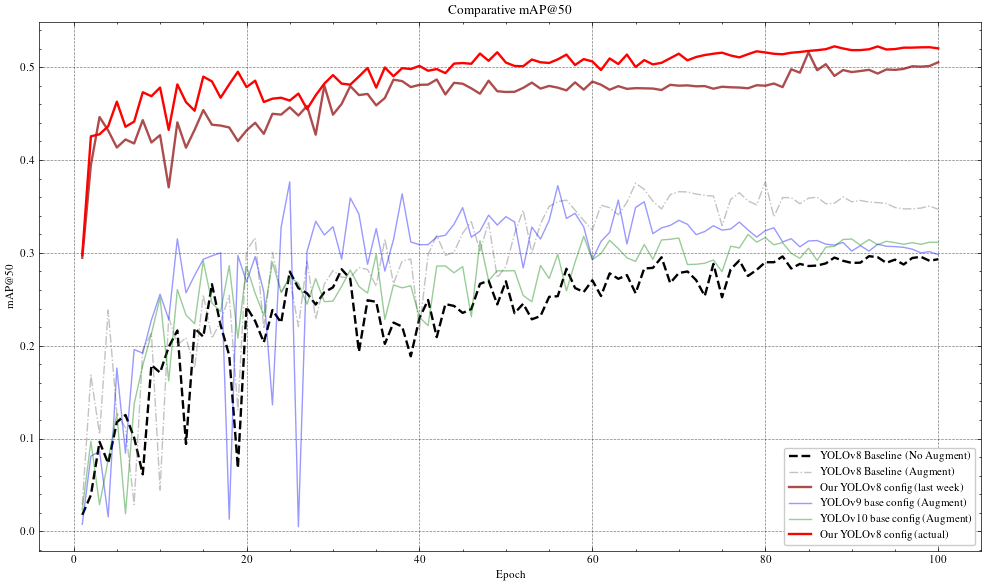 Comparative mAP@50
mAP@50
0.5
0.4
0.3
0.2
0.1
0.0
0 20 40 60 80 100
Epoch
YOLOv8 Baseline (No Augment)
YOLOv8 Baseline (Augment)
Our YOLOv8 config (last week)
YOLOv9 base config (Augment)
YOLOv10 base config (Augment)
Our YOLOv8 config (actual)